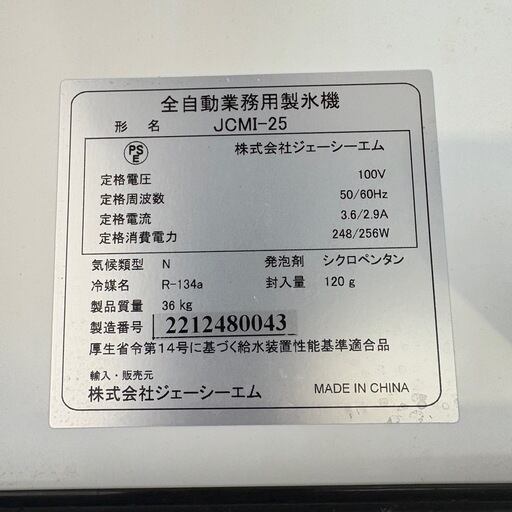 全自動業務用製氷機
形 名 JCMI-25
PSE 株式会社ジェーシーエム
定格電圧 100V
定格周波数 50/60Hz
定格電流 3.6/2.9A
定格消費電力 248/256W
気候類型 N 発泡剤 シクロペンタン
冷媒名 R-134a 封入量 120g
製品質量 36kg
製造番号 2212480043
厚生省令第14号に基づく給水装置性能基準適合品
輸入・販売元
株式会社ジェーシーエム MADE IN CHINA